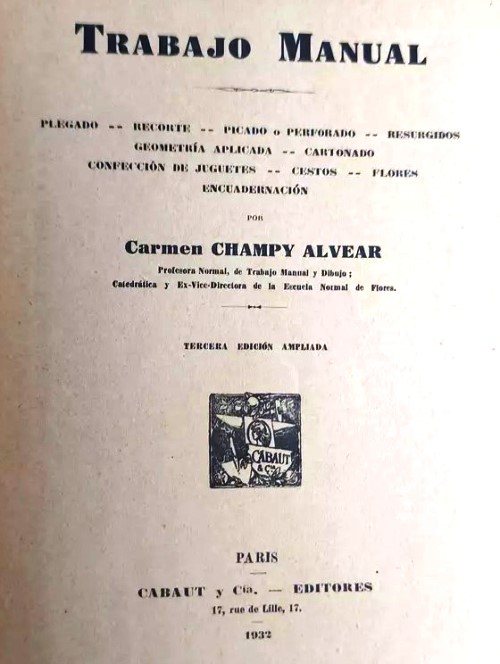 TRABAJO MANUAL
PLEGADO -- RECORTE -- PICADO o PERFORADO -- RESURGIDOS
GEOMETRÍA APLICADA -- CARTONADO
CONFECCIÓN DE JUGUETES -- CESTOS -- FLORES
ENCUADERNACIÓN
POR
Carmen CHAMPY ALVEAR
Profesora Normal, de Trabajo Manual y Dibujo ;
Catedrática y Ex-Vice-Directora de la Escuela Normal de Flores.
TERCERA EDICIÓN AMPLIADA
CABAUT
& Cia
PARIS
CABAUT y Cía. — EDITORES
17, rue de Lille, 17.
1932